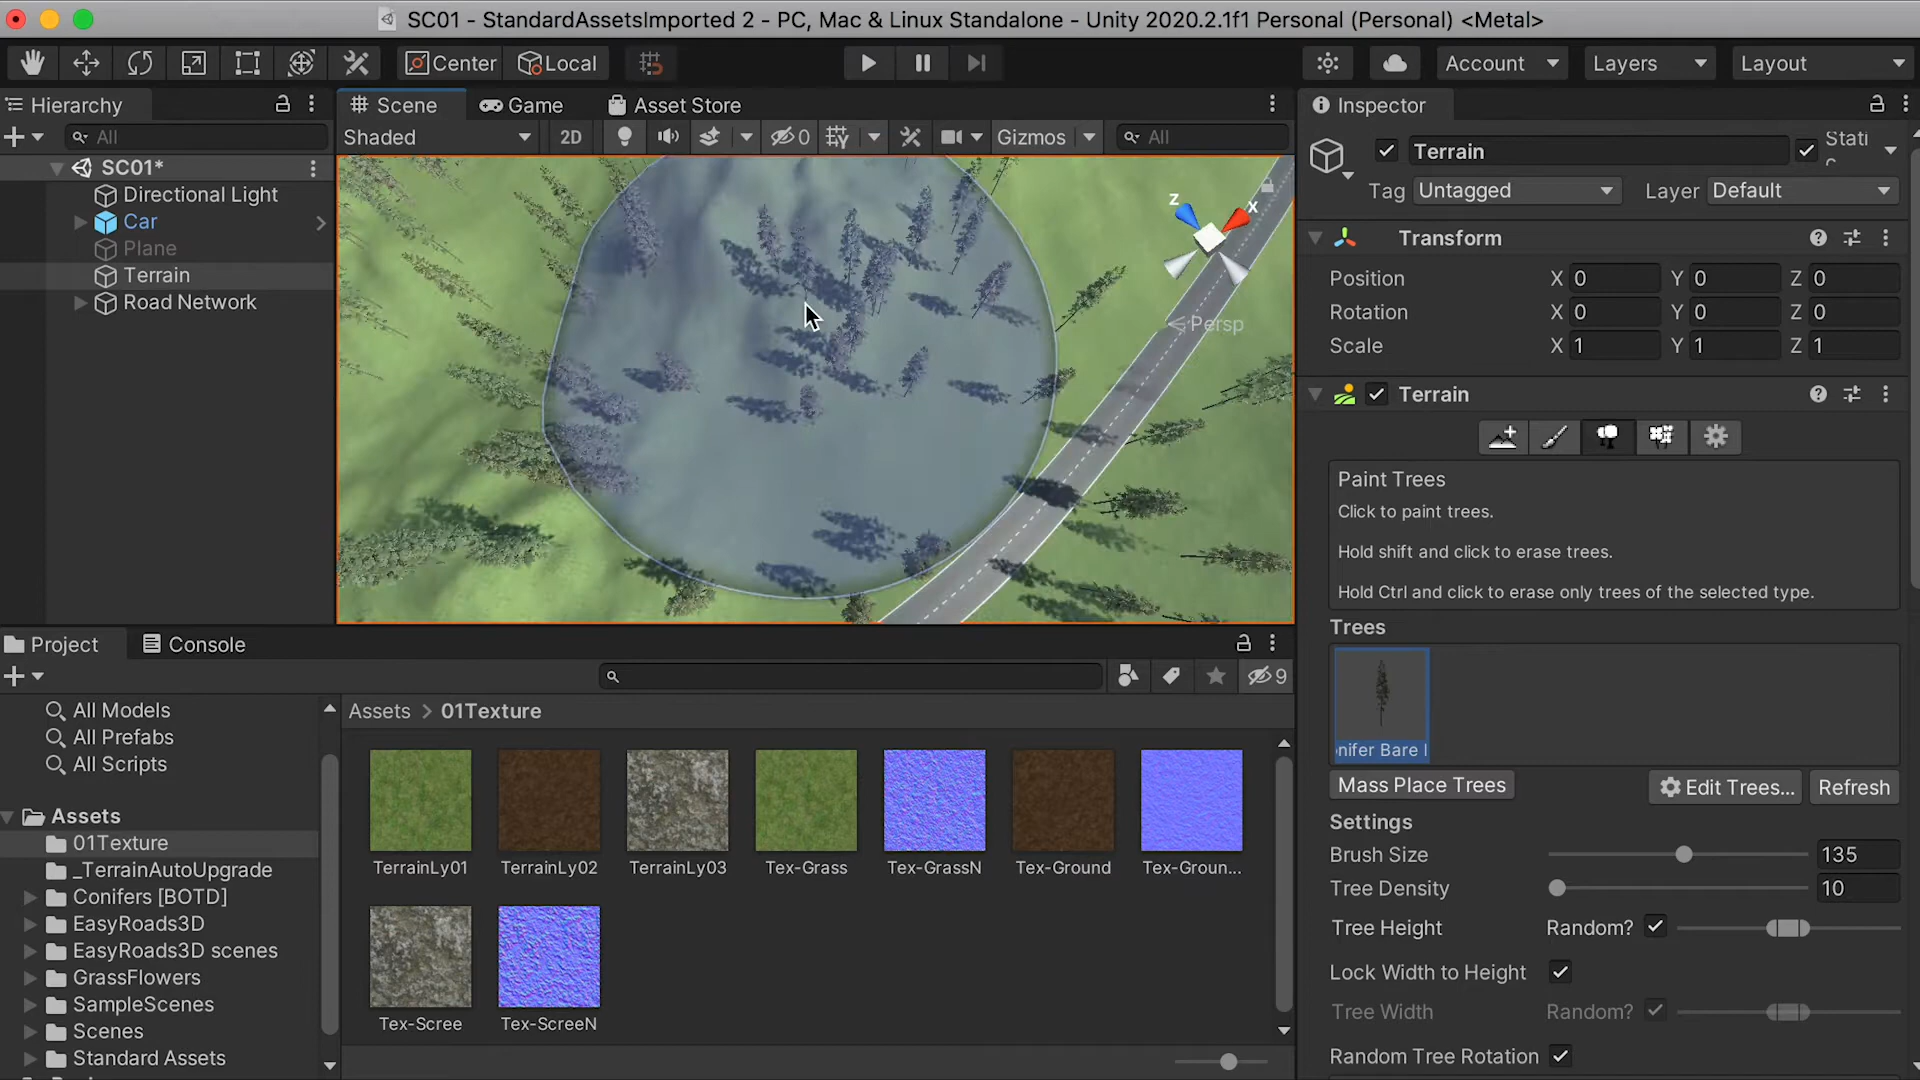 SC01 - StandardAssetsImported 2 - PC, Mac & Linux Standalone - Unity 2020.2.1f1 Personal (Personal) <Metal>
Center Local Account Layers Layout
Hierarchy
All
SC01*
Directional Light
Car
Plane
Terrain
Road Network
Scene Game Asset Store
Shaded 2D 0 Gizmos All
z x
Persp
Inspector
Terrain Stati
c
Tag Untagged Layer Default
Transform
Position X 0 Y 0 Z 0
Rotation X 0 Y 0 Z 0
Scale X 1 Y 1 Z 1
Terrain
Paint Trees
Click to paint trees.
Hold shift and click to erase trees.
Hold Ctrl and click to erase only trees of the selected type.
Trees
nifer Bare
Mass Place Trees Edit Trees... Refresh
Settings
Brush Size 135
Tree Density 10
Tree Height Random?
Lock Width to Height
Tree Width Random?
Random Tree Rotation
Project Console
9
All Models
All Prefabs
All Scripts
Assets
01Texture
_TerrainAutoUpgrade
Conifers [BOTD]
EasyRoads3D
EasyRoads3D scenes
GrassFlowers
SampleScenes
Scenes
Standard Assets
Assets > 01Texture
TerrainLy01 TerrainLy02 TerrainLy03 Tex-Grass Tex-GrassN Tex-Ground Tex-Groun...
Tex-Scree Tex-ScreeN